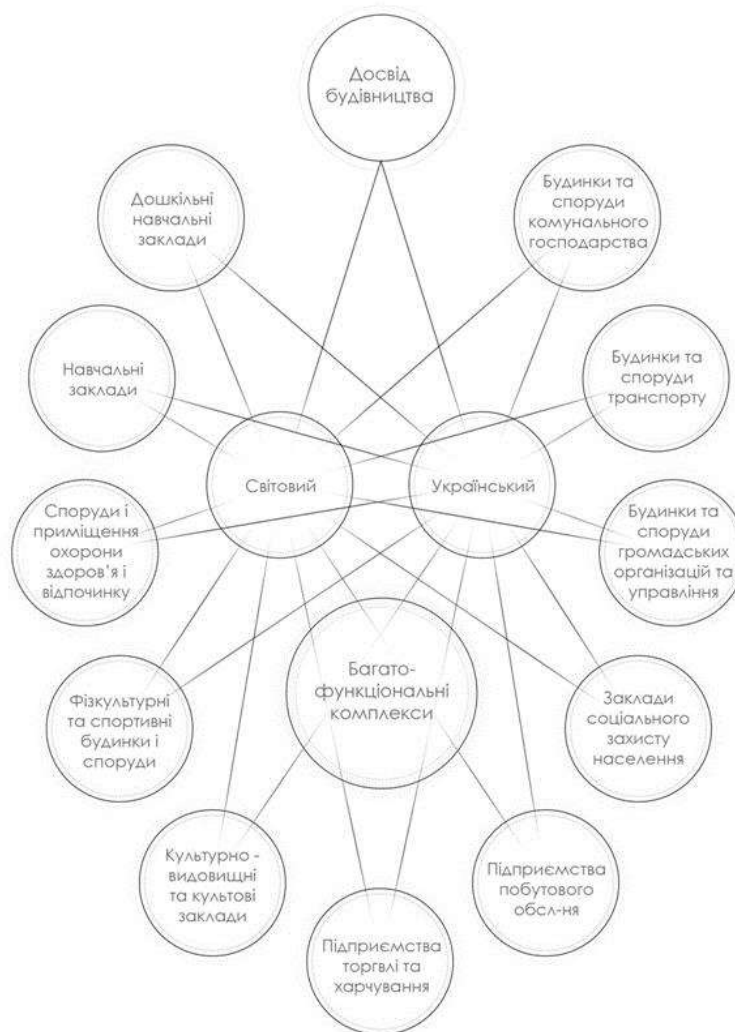 Досвід
будівництва
Дошкільні
навчальні
заклади
Будинки та
споруди
комунального
господарства
Навчальні
заклади
Будинки та
споруди
транспорту
Світовий
Український
Споруди і
приміщення
охорони
здоров'я і
відпочинку
Будинки та
споруди
громадських
організацій та
управління
Багато-
функціональні
комплекси
Фізкультурні
та спортивні
будинки і
споруди
Заклади
соціального
захисту
населення
Культурно -
видовищні
та культові
заклади
Підприємства
побутового
обсл-ня
Підприємства
торгвлі та
харчування